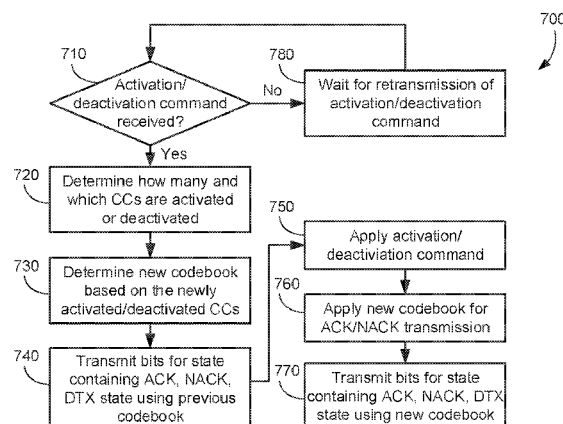 700
710
Activation/
deactivation command
received?
No
780
Wait for retransmission of
activation/deactivation
command
Yes
720
Determine how many and
which CCs are activated
or deactivated
730
Determine new codebook
based on the newly
activated/deactivated CCs
740
Transmit bits for state
containing ACK, NACK,
DTX state using previous
codebook
750
Apply activation/
deactiviation command
760
Apply new codebook for
ACK/NACK transmission
770
Transmit bits for state
containing ACK, NACK, DTX
state using new codebook